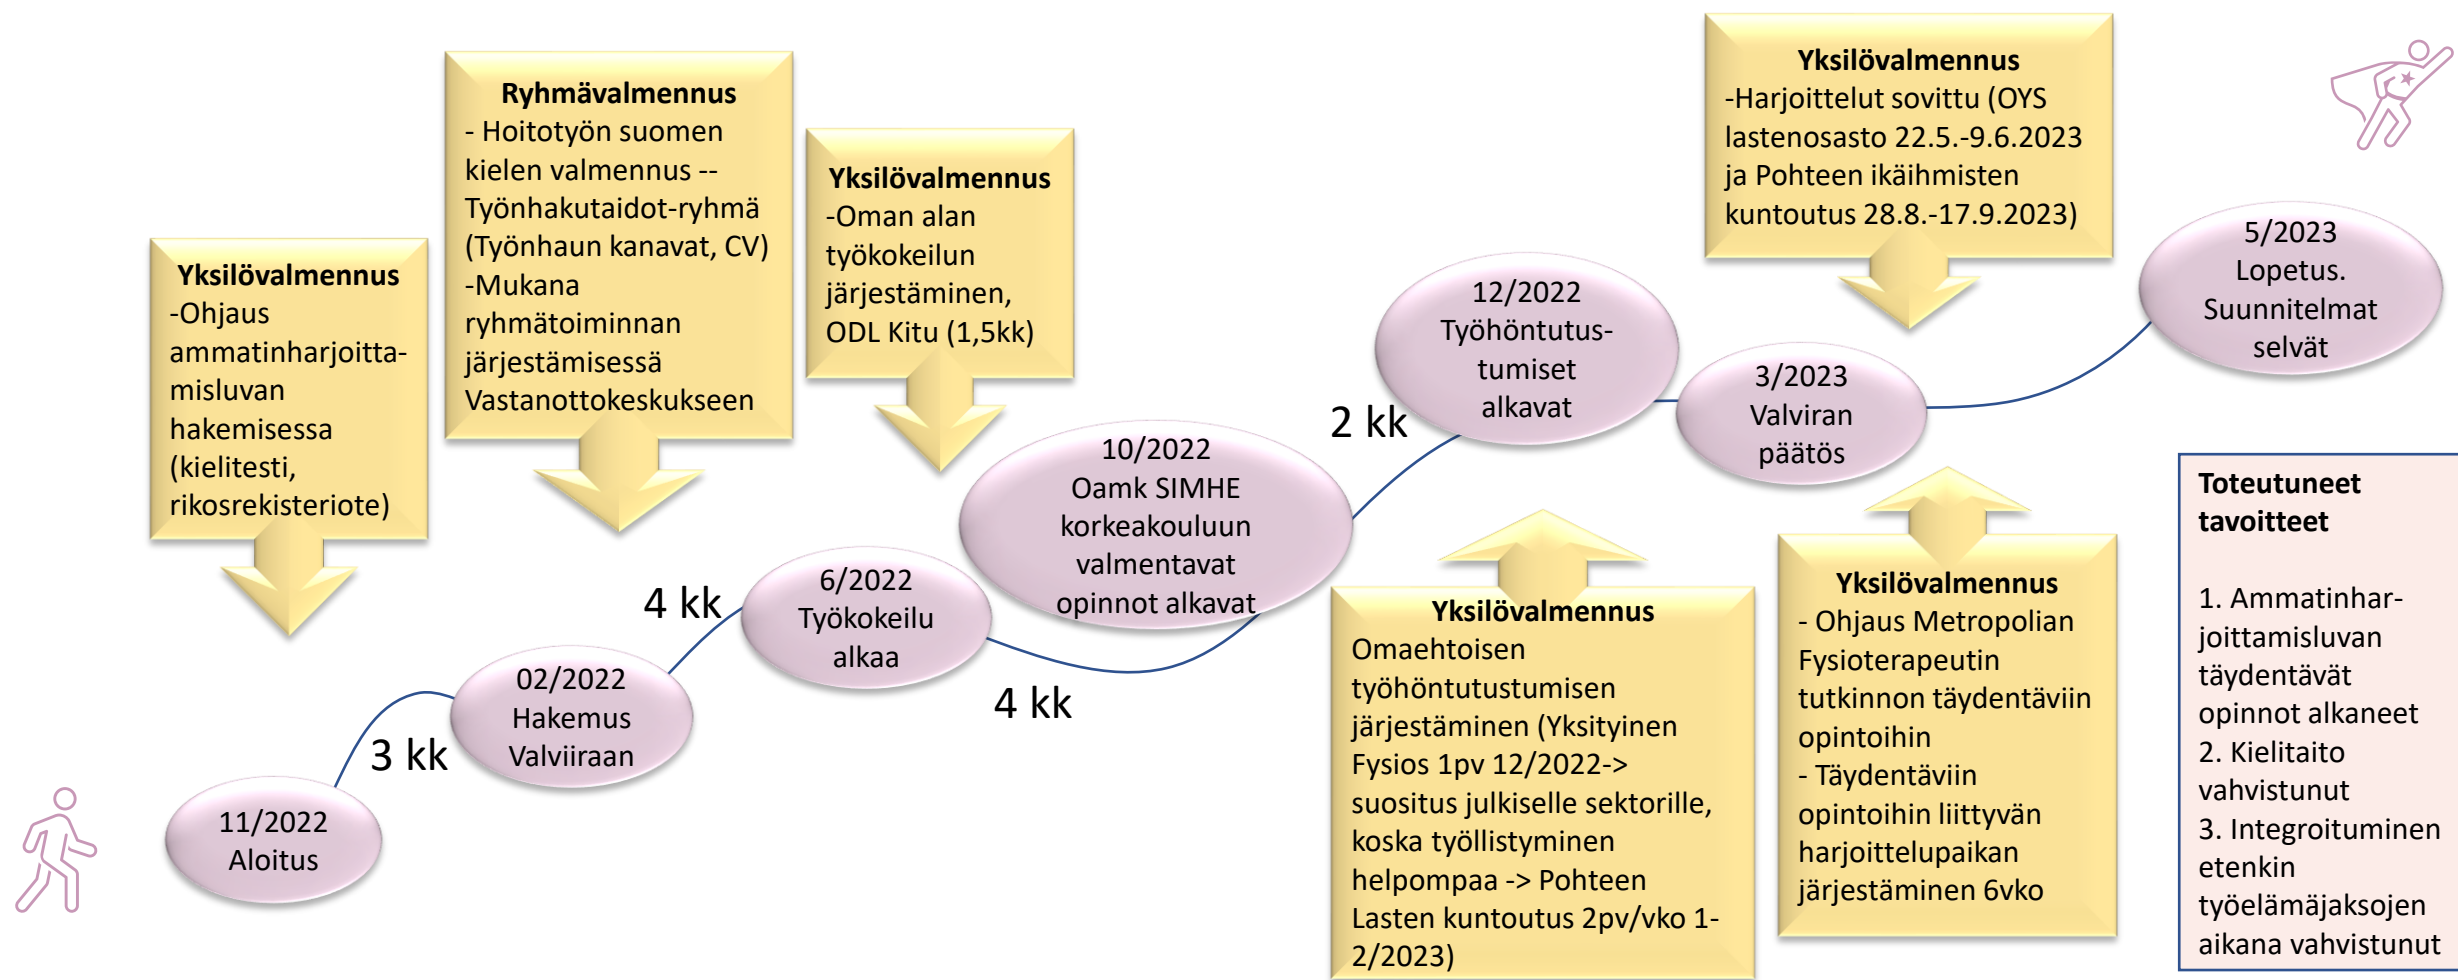 Yksilövalmennus
-Ohjaus
ammatinharjoitta-
misluvan
hakemisessa
(kielitesti,
rikosrekisteriote)
Ryhmävalmennus
- Hoitotyön suomen
kielen valmennus --
Työnhakutaidot-ryhmä
(Työnhaun kanavat, CV)
-Mukana
ryhmätoiminnan
järjestämisessä
Vastanottokeskukseen
Yksilövalmennus
-Oman alan
työkokeilun
järjestäminen,
ODL Kitu (1,5kk)
Yksilövalmennus
-Harjoittelut sovittu (OYS
lastenosasto 22.5.-9.6.2023
ja Pohteen ikäihmisten
kuntoutus 28.8.-17.9.2023)
11/2022
Aloitus
3 kk
02/2022
Hakemus
Valviiraan
4 kk
6/2022
Työkokeilu
alkaa
4 kk
10/2022
Oamk SIMHE
korkeakouluun
valmentavat
opinnot alkavat
2 kk
12/2022
Työhöntutus-
tumiset
alkavat
3/2023
Valviran
päätös
5/2023
Lopetus.
Suunnitelmat
selvät
Yksilövalmennus
Omaehtoisen
työhöntutustumisen
järjestäminen (Yksityinen
Fysios 1pv 12/2022->
suositus julkiselle sektorille,
koska työllistyminen
helpompaa -> Pohteen
Lasten kuntoutus 2pv/vko 1-
2/2023)
Yksilövalmennus
- Ohjaus Metropolian
Fysioterapeutin
tutkinnon täydentäviin
opintoihin
- Täydentäviin
opintoihin liittyvän
harjoittelupaikan
järjestäminen 6vko
Toteutuneet
tavoitteet
1. Ammatinhar-
joittamisluvan
täydentävät
opinnot alkaneet
2. Kielitaito
vahvistunut
3. Integroituminen
etenkin
työelämäjaksojen
aikana vahvistunut